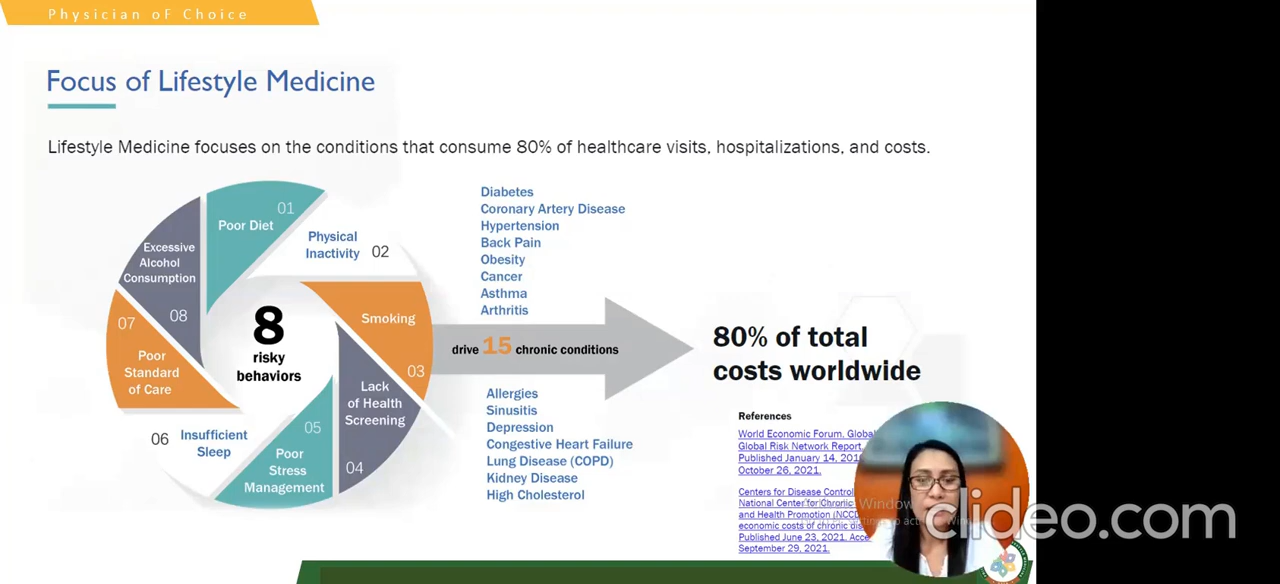 Physician oF Choice
Focus of Lifestyle Medicine
Lifestyle Medicine focuses on the conditions that consume 80% of healthcare visits, hospitalizations, and costs.
01
Poor Diet
Physical
Inactivity
02
Smoking
03
Lack
of Health
Screening
04
05
Poor
Stress
Management
06
Insufficient
Sleep
07
Poor
Standard
of Care
Excessive
Alcohol
Consumption
08
8
risky
behaviors
Diabetes
Coronary Artery Disease
Hypertension
Back Pain
Obesity
Cancer
Asthma
Arthritis
drive 15 chronic conditions
Allergies
Sinusitis
Depression
Congestive Heart Failure
Lung Disease (COPD)
Kidney Disease
High Cholesterol
80% of total
costs worldwide
References
World Economic Forum, Global
Global Risk Network Report.
Published January 14, 201
October 26, 2021.
Centers for Disease Control
National Center for Chronic
and Health Promotion (NCCD
economic costs of chronic dis
Published June 23, 2021. Acce
September 29, 2021.
clideo.com